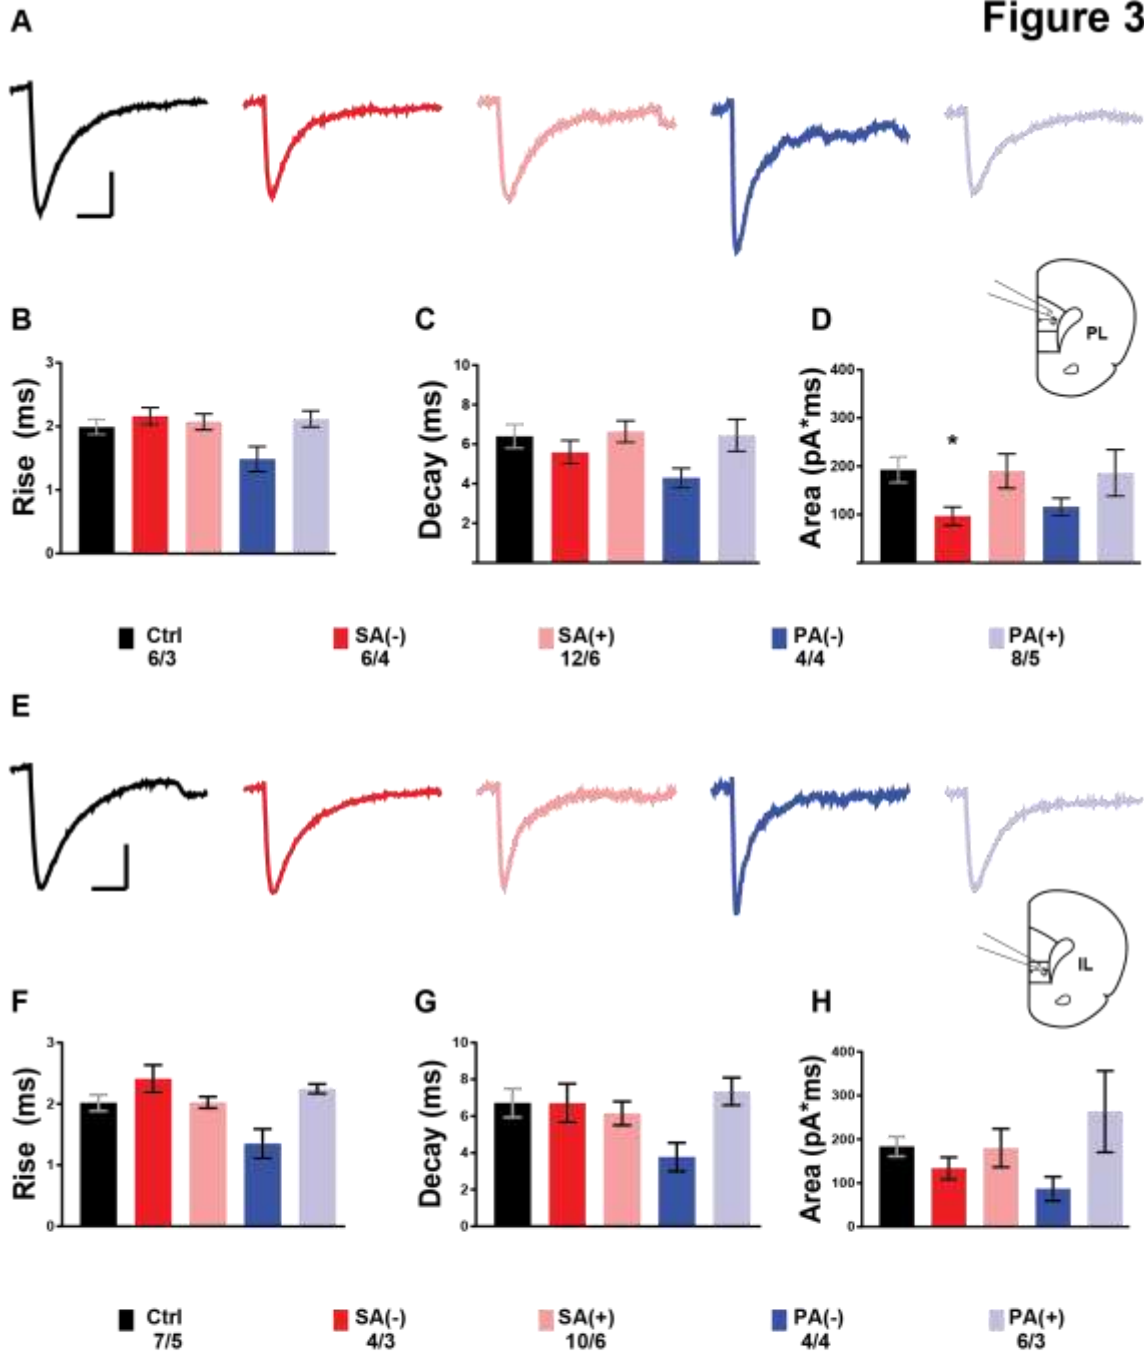 Figure 3
A
B
C
D
PL
Rise (ms)
3
2
1
0
Decay (ms)
10
8
6
4
2
Area (pA*ms)
400
300
200
100
*
Ctrl
6/3
SA(-)
6/4
SA(+)
12/6
PA(-)
4/4
PA(+)
8/5
E
IL
F
G
H
Rise (ms)
3
2
1
0
Decay (ms)
10
8
6
4
2
0
Area (pA*ms)
400
300
200
100
0
Ctrl
7/5
SA(-)
4/3
SA(+)
10/6
PA(-)
4/4
PA(+)
6/3